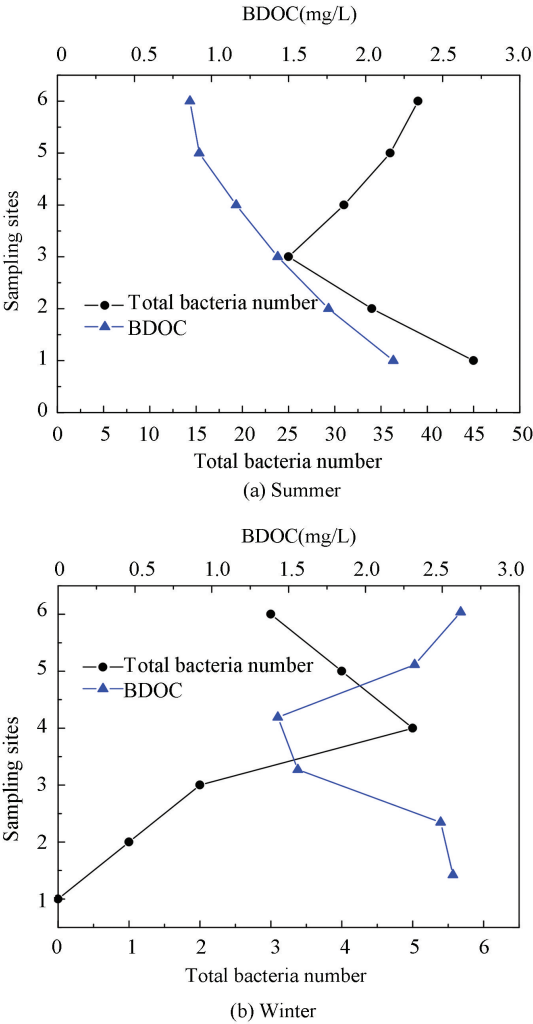 BDOC(mg/L)
0 0.5 1.0 1.5 2.0 2.5 3.0
6
5
4
3
2
1
0
Sampling sites
Total bacteria number
BDOC
0 5 10 15 20 25 30 35 40 45 50
Total bacteria number
(a) Summer
BDOC(mg/L)
0 0.5 1.0 1.5 2.0 2.5 3.0
6
5
4
3
2
1
Sampling sites
Total bacteria number
BDOC
0 1 2 3 4 5 6
Total bacteria number
(b) Winter